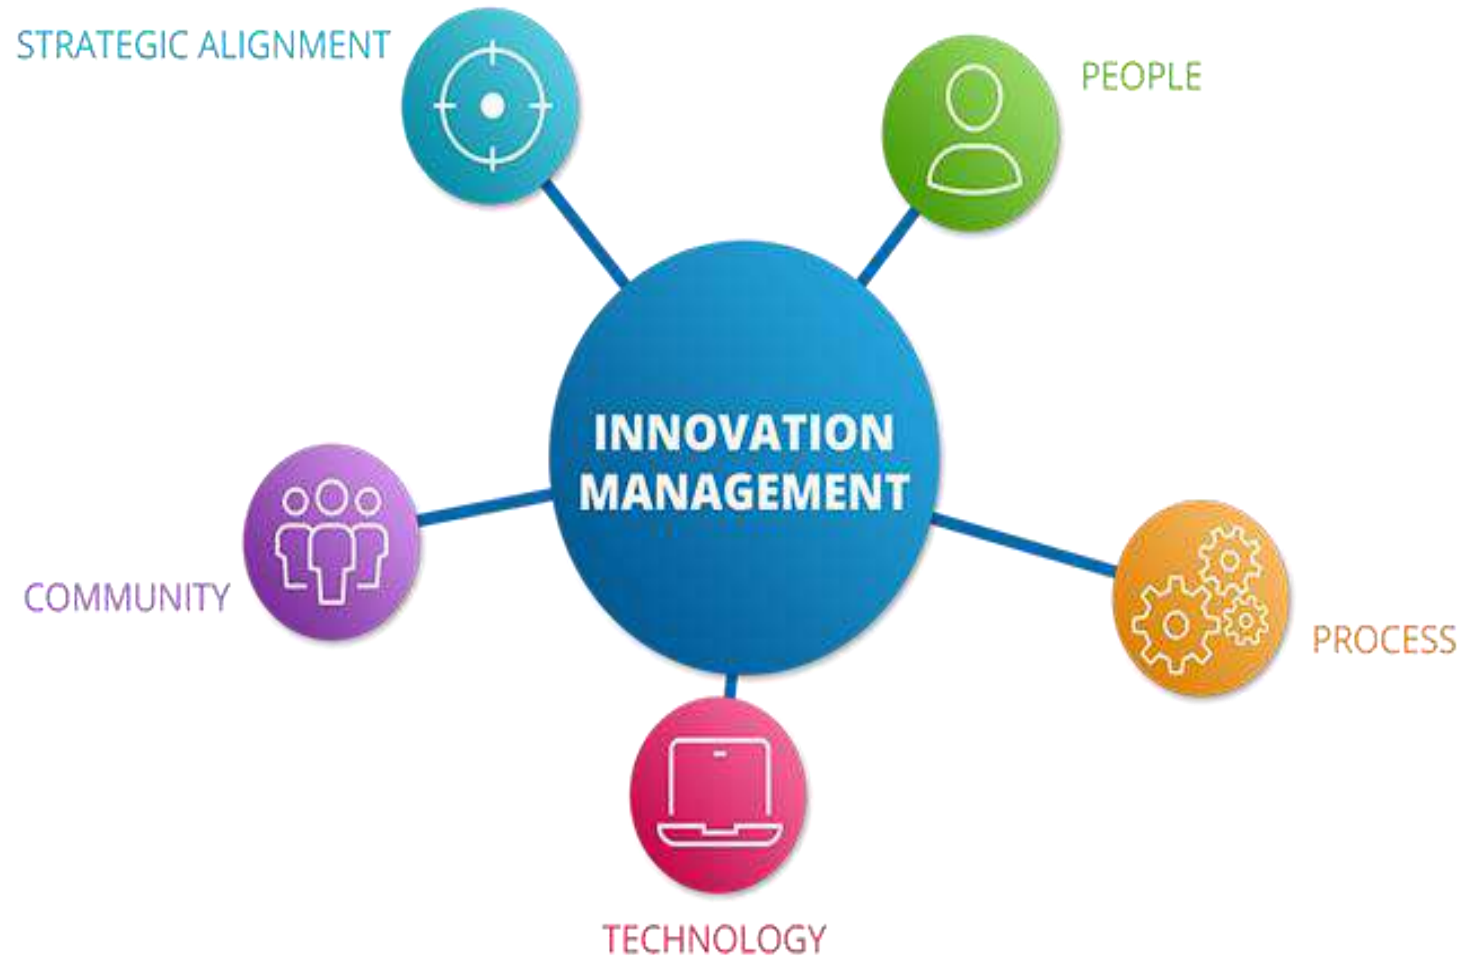 STRATEGIC ALIGNMENT
PEOPLE
INNOVATION
MANAGEMENT
COMMUNITY
PROCESS
TECHNOLOGY